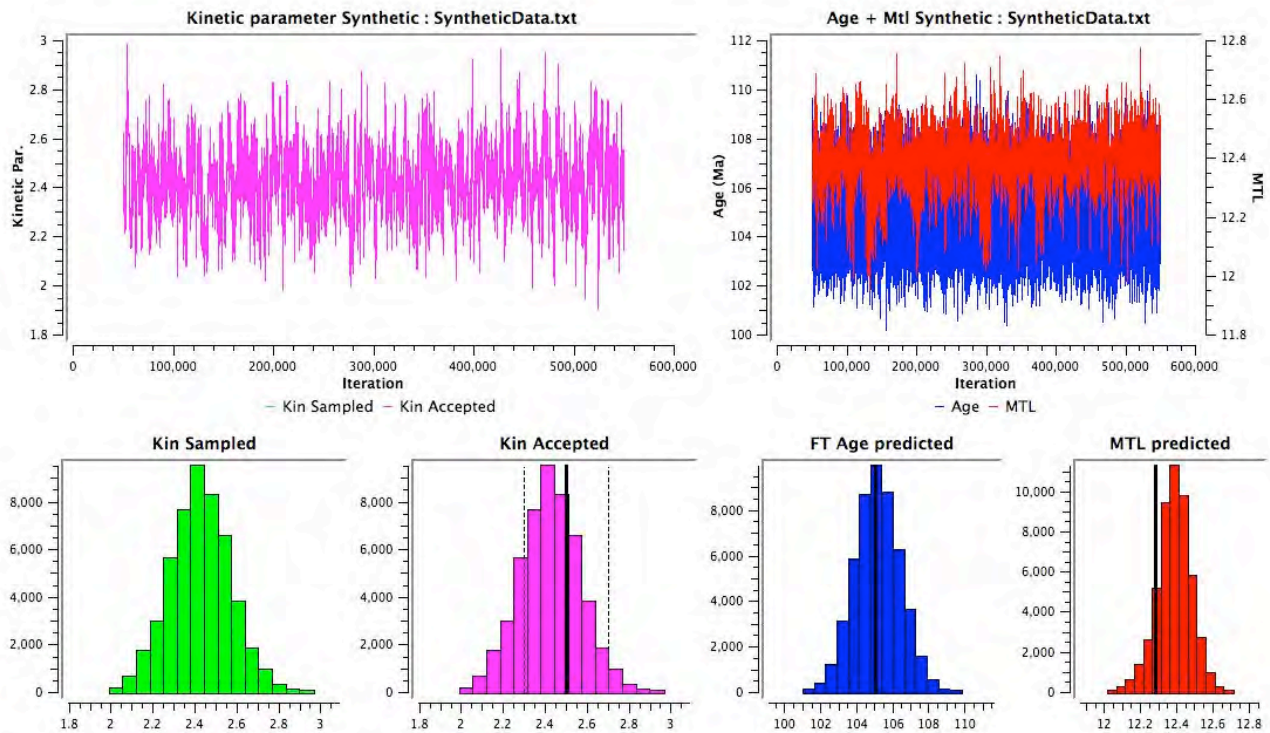 Kinetic parameter Synthetic : SyntheticData.txt
3
2.8
2.6
2.4
2.2
2
1.8
Kinetic Par.
0 100,000 200,000 300,000 400,000 500,000 600,000
Iteration
Kin Sampled Kin Accepted
Age + Mtl Synthetic : SyntheticData.txt
112
110
108
106
104
102
100
Age (Ma)
12.8
12.6
12.4
12.2
12
11.8
MTL
0 100,000 200,000 300,000 400,000 500,000 600,000
Iteration
Age MTL
Kin Sampled
8,000
6,000
4,000
2,000
0
1.8 2 2.2 2.4 2.6 2.8 3
Kin Accepted
8,000
6,000
4,000
2,000
0
1.8 2 2.2 2.4 2.6 2.8 3
FT Age predicted
8,000
6,000
4,000
2,000
0
100 102 104 106 108 110
MTL predicted
10,000
8,000
6,000
4,000
2,000
0
12 12.2 12.4 12.6 12.8